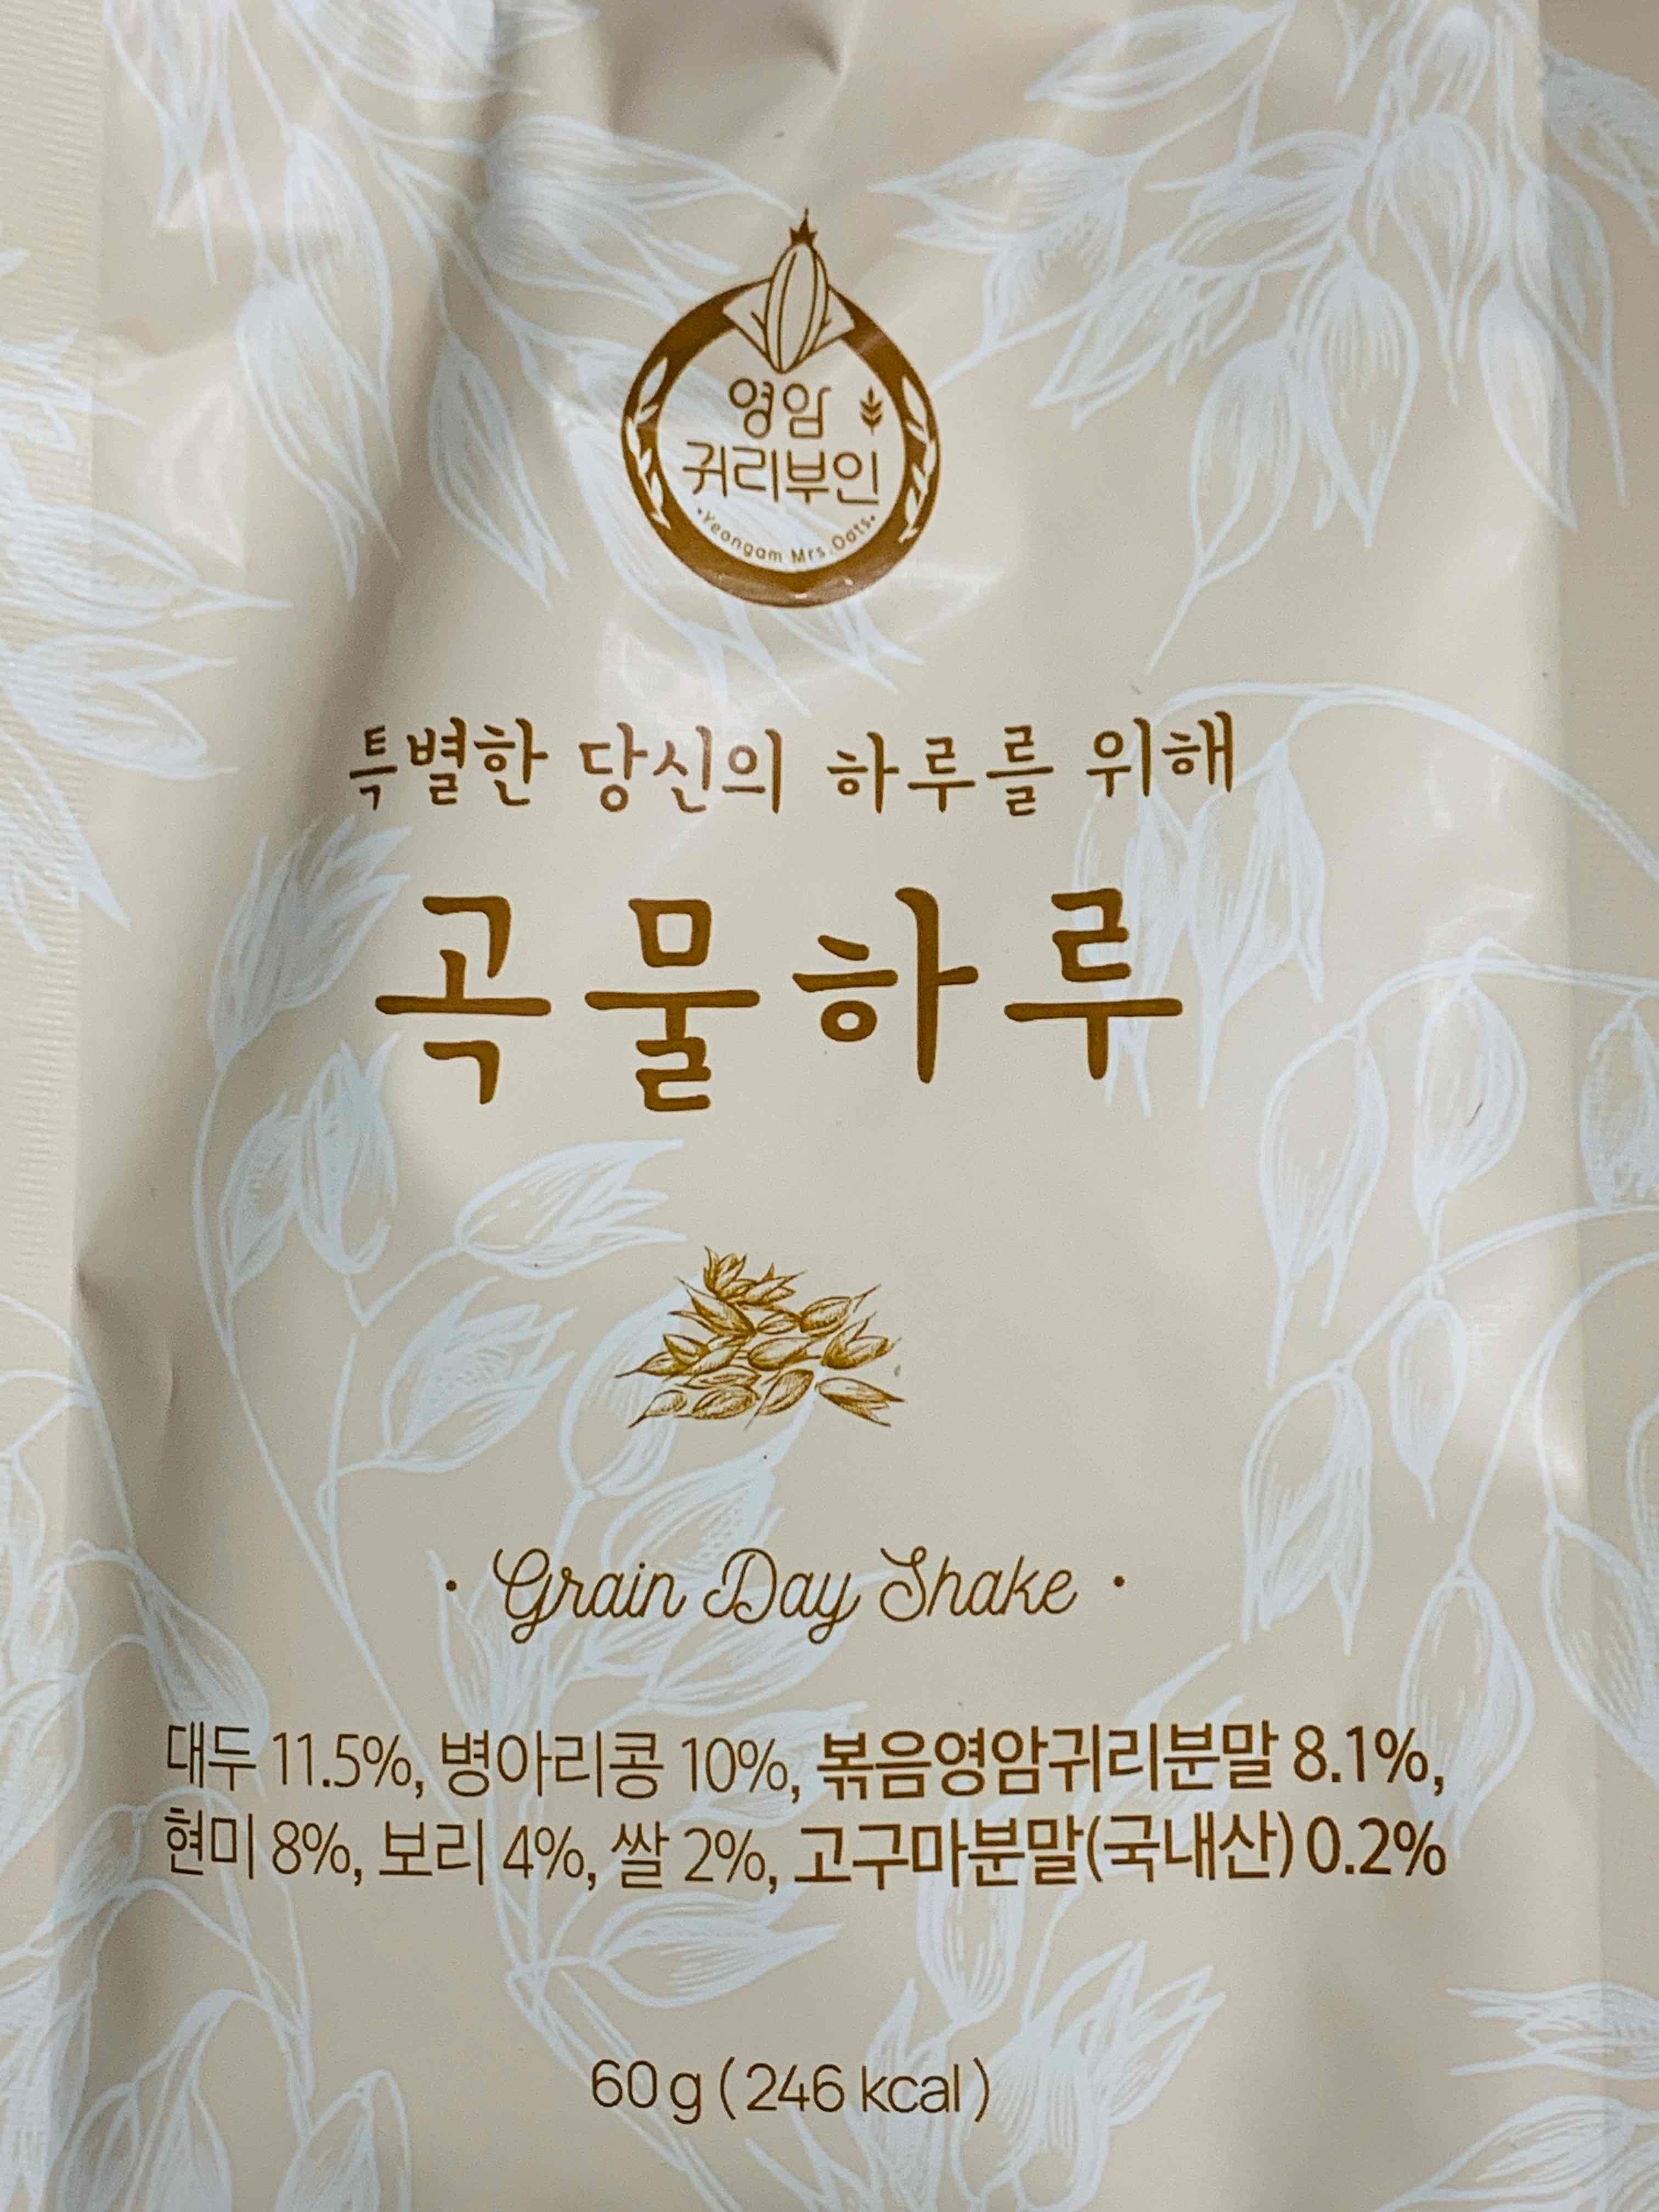 영암
귀리부인
•Yeongam Mrs.Oats•
특별한 당신의 하루를 위해
곡물하루
· Grain Day Shake ·
대두 11.5%, 병아리콩 10%, 볶음영암귀리분말 8.1%,
현미 8%, 보리 4%, 쌀 2%, 고구마분말(국내산) 0.2%
60g (246 kcal)